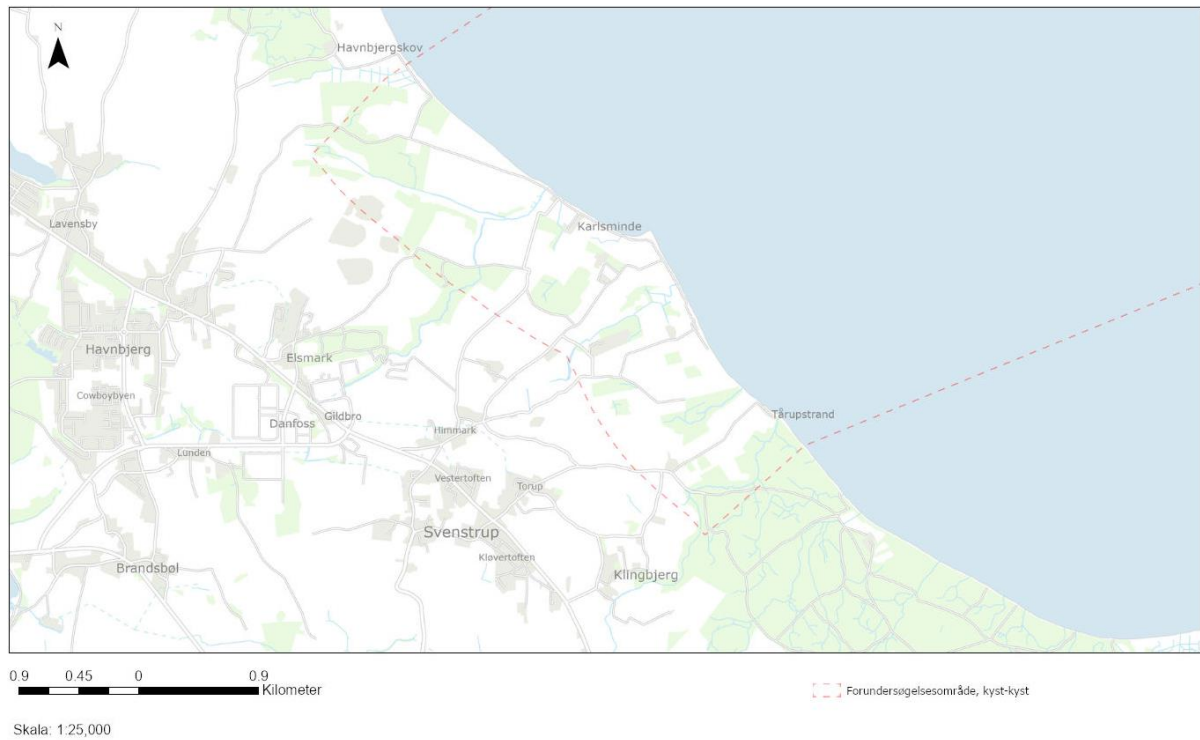 N
Havnbjergskov
Lavensby
Karlsminde
Havnbjerg
Elsmark
Cowboybyen
Gildbro
Danfoss
Tårupstrand
Himmark
Lunden
Vestertoften
Torup
Svenstrup
Kløvertoften
Brandsbøl
Klingbjerg
0.9 0.45 0 0.9
Kilometer
Forundersøgelsesområde, kyst-kyst
Skala: 1:25,000